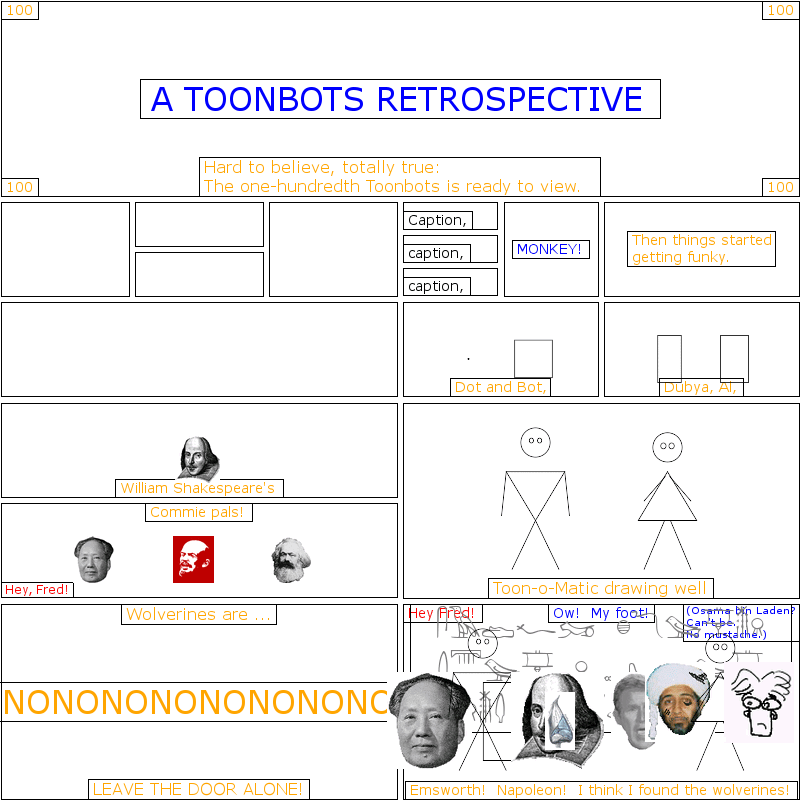 100 100
A TOONBOTS RETROSPECTIVE
Hard to believe, totally true:
100 The one-hundredth Toonbots is ready to view. 100
Caption,
caption,
caption,
MONKEY!
Then things started
getting funky.
Dot and Bot,
Dubya, Al,
William Shakespeare's
Commie pals!
Hey, Fred!
Toon-o-Matic drawing well
Wolverines are ...
NONONONONONONONO
LEAVE THE DOOR ALONE!
Hey Fred!
Ow! My foot!
(Osama bin Laden?
Can't be,
No mustache.)
Emsworth! Napoleon! I think I found the wolverines!